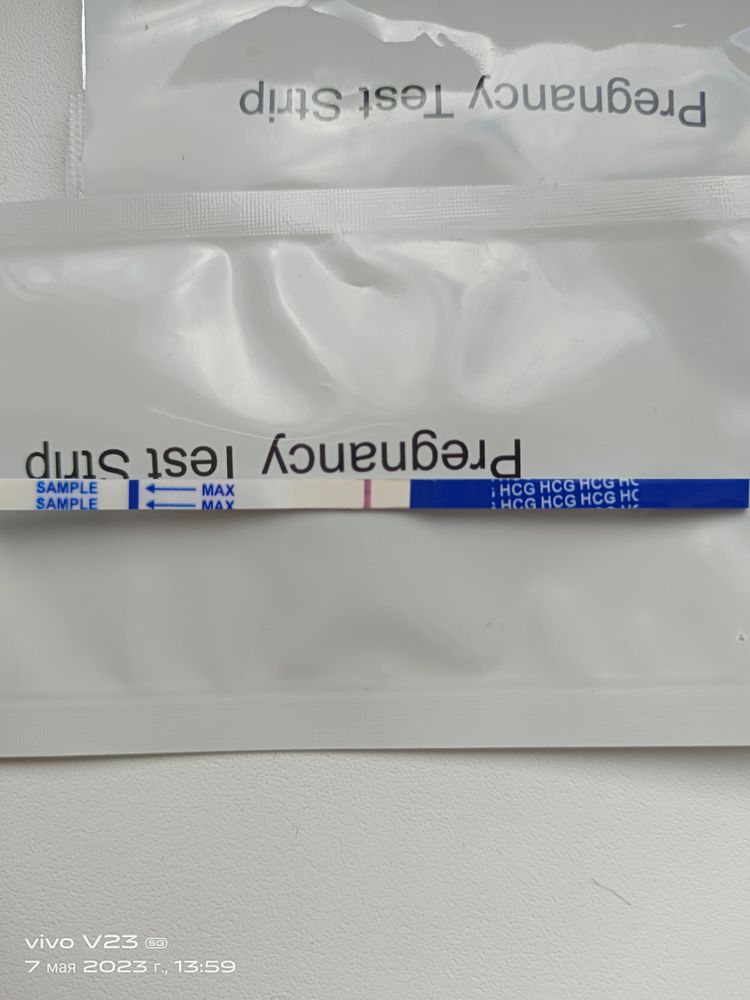 Pregnancy Test Strip
Pregnancy Test Strip
SAMPLE MAX HCG HCG HCG
SAMPLE MAX HCG HCG HCG
vivo V23 5G
7 мая 2023 г., 13:59